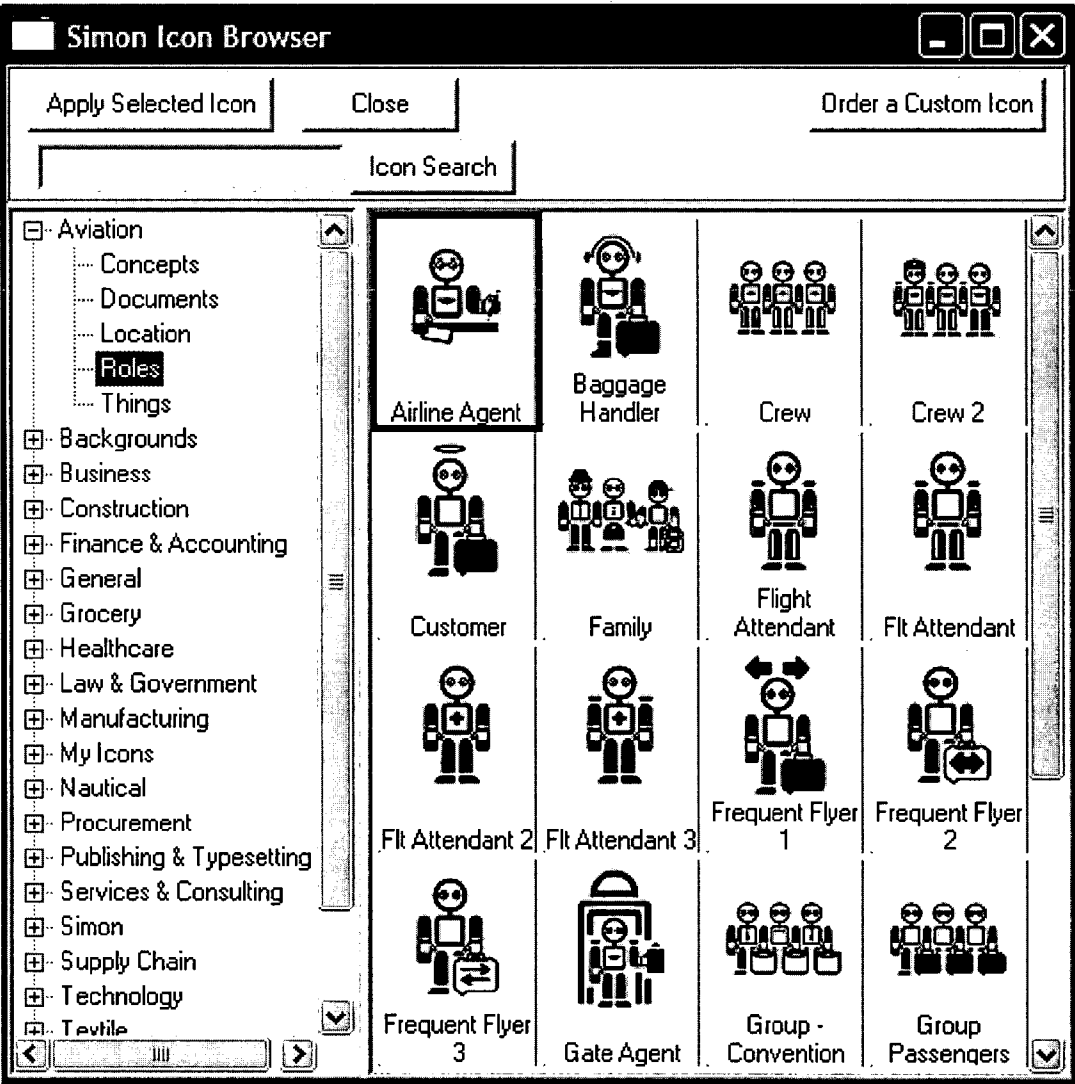 Simon Icon Browser
Apply Selected Icon
Close
Order a Custom Icon
Icon Search
Aviation
Concepts
Documents
Location
Roles
Things
Backgrounds
Business
Construction
Finance & Accounting
General
Grocery
Healthcare
Law & Government
Manufacturing
My Icons
Nautical
Procurement
Publishing & Typesetting
Services & Consulting
Simon
Supply Chain
Technology
Textile
Airline Agent
Baggage
Handler
Crew
Crew 2
Customer
Family
Flight
Attendant
Flt Attendant
Flt Attendant 2
Flt Attendant 3
Frequent Flyer
1
Frequent Flyer
2
Frequent Flyer
3
Gate Agent
Group -
Convention
Group
Passengers